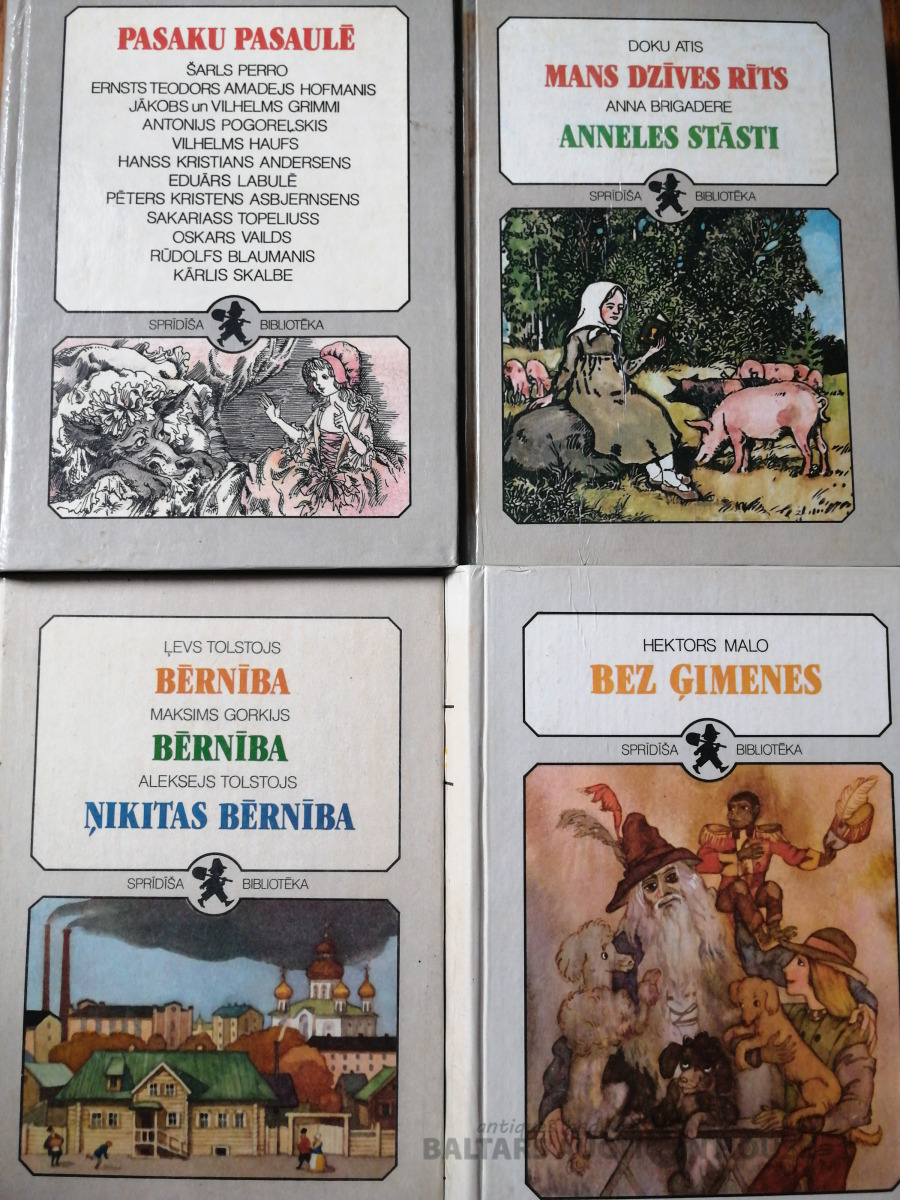 PASAKU PASAULĒ
ŠARLS PERRO
ERNSTS TEODORS AMADEJS HOFMANIS
JĀKOBS un VILHELMS GRIMMI
ANTONIJS POGOREĻSKIS
VILHELMS HAUFS
HANSS KRISTIANS ANDERSENS
EDUĀRS LABULĒ
PĒTERS KRISTENS ASBJERNSENS
SAKARIASS TOPELIUSS
OSKARS VAILDS
RŪDOLFS BLAUMANIS
KĀRLIS SKALBE
SPRĪDĪŠA BIBLIOTĒKA
DOKU ATIS
MANS DZĪVES RĪTS
ANNA BRIGADERE
ANNELES STĀSTI
SPRĪDĪŠA BIBLIOTĒKA
ĻEVS TOLSTOJS
BĒRNĪBA
MAKSIMS GORKIJS
BĒRNĪBA
ALEKSEJS TOLSTOJS
ŅIKITAS BĒRNĪBA
SPRĪDĪŠA BIBLIOTĒKA
HEKTORS MALO
BEZ ĢIMENES
SPRĪDĪŠA BIBLIOTĒKA